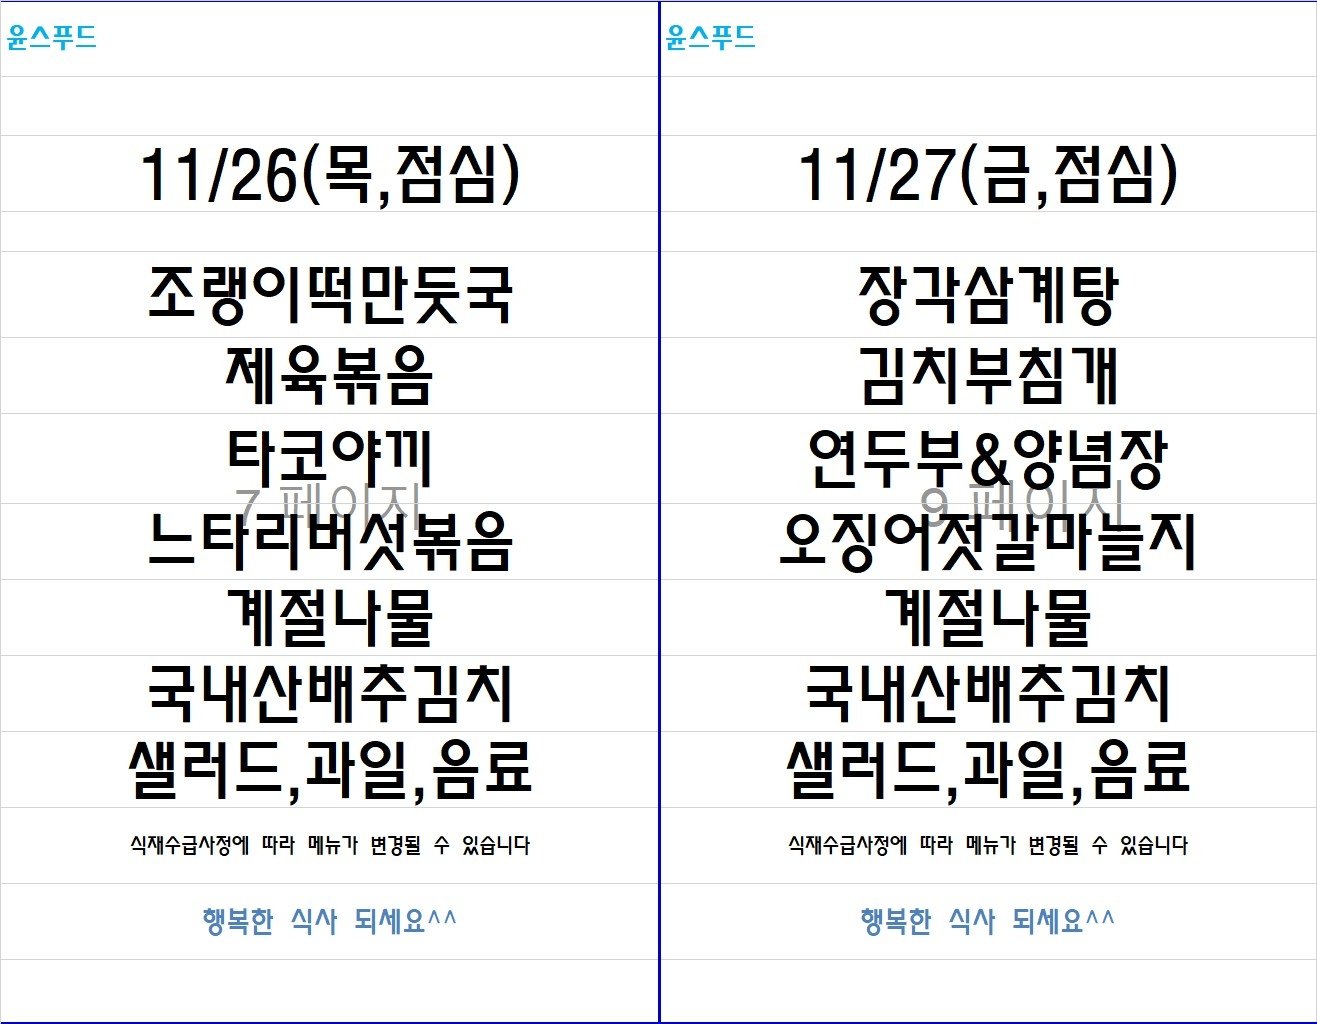 윤스푸드
11/26(목,점심)
조랭이떡만둣국
제육볶음
타코야끼
7 페이지
느타리버섯볶음
계절나물
국내산배추김치
샐러드,과일,음료
식재수급사정에 따라 메뉴가 변경될 수 있습니다
행복한 식사 되세요^^
윤스푸드
11/27(금,점심)
장각삼계탕
김치부침개
연두부&양념장
9 페이지
오징어젓갈마늘지
계절나물
국내산배추김치
샐러드,과일,음료
식재수급사정에 따라 메뉴가 변경될 수 있습니다
행복한 식사 되세요^^